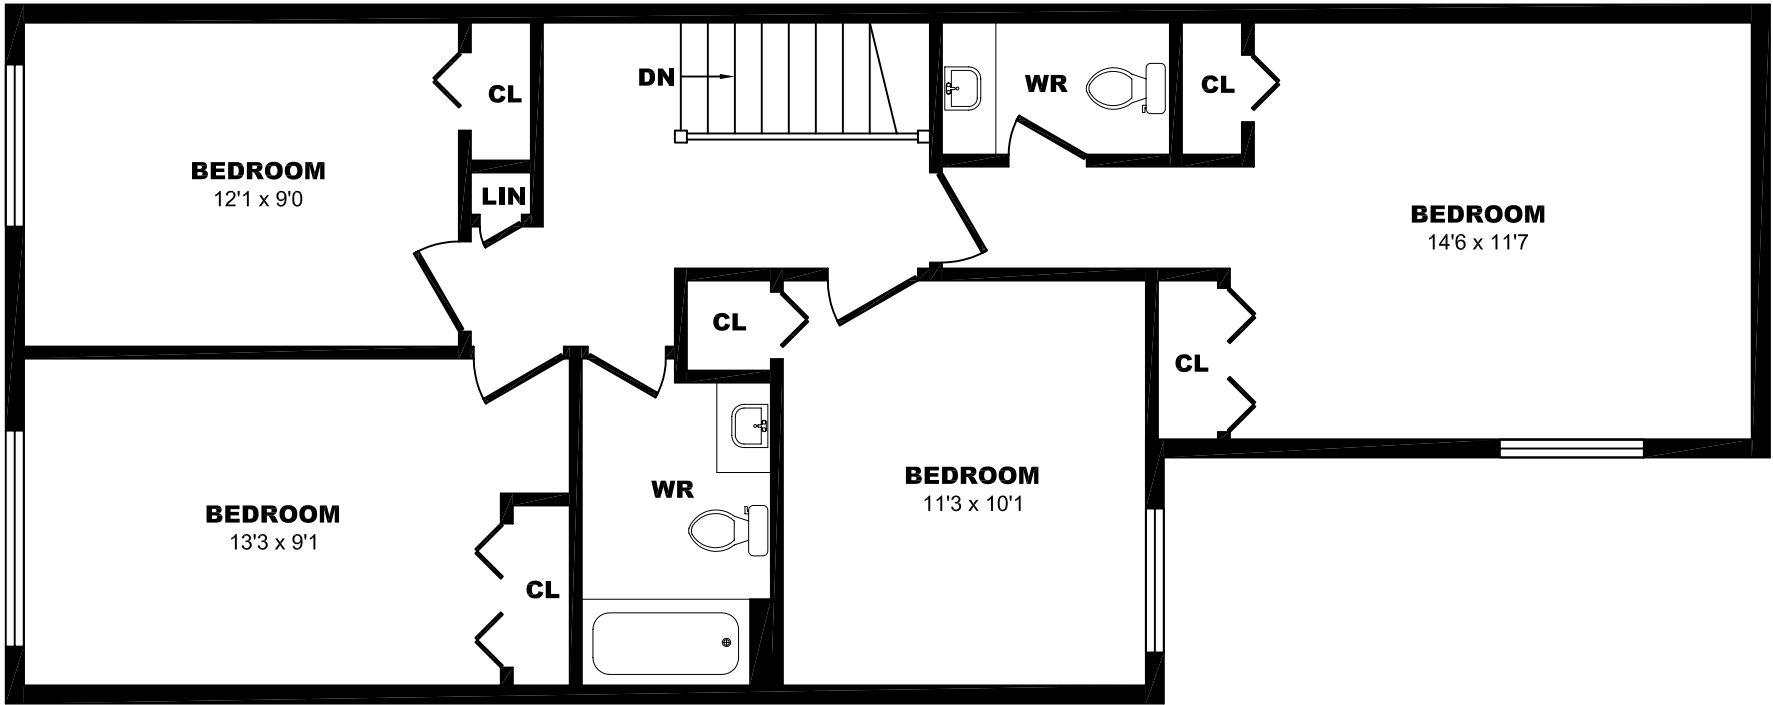 DN
WR
CL
CL
BEDROOM
12'1 x 9'0
LIN
BEDROOM
14'6 x 11'7
CL
CL
BEDROOM
11'3 x 10'1
WR
BEDROOM
13'3 x 9'1
CL